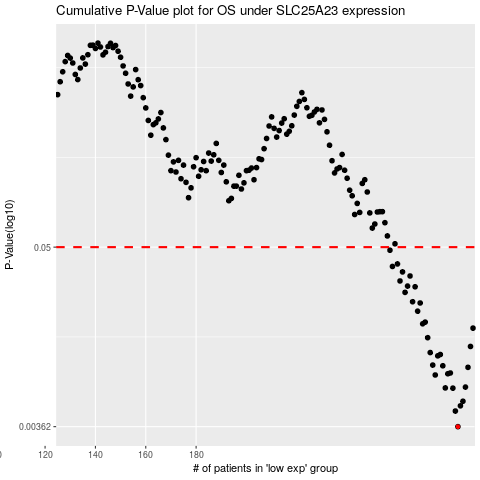 Cumulative P-Value plot for OS under SLC25A23 expression
P-Value(log10)
0.05
0.00362
0
120
140
160
180
# of patients in 'low exp' group